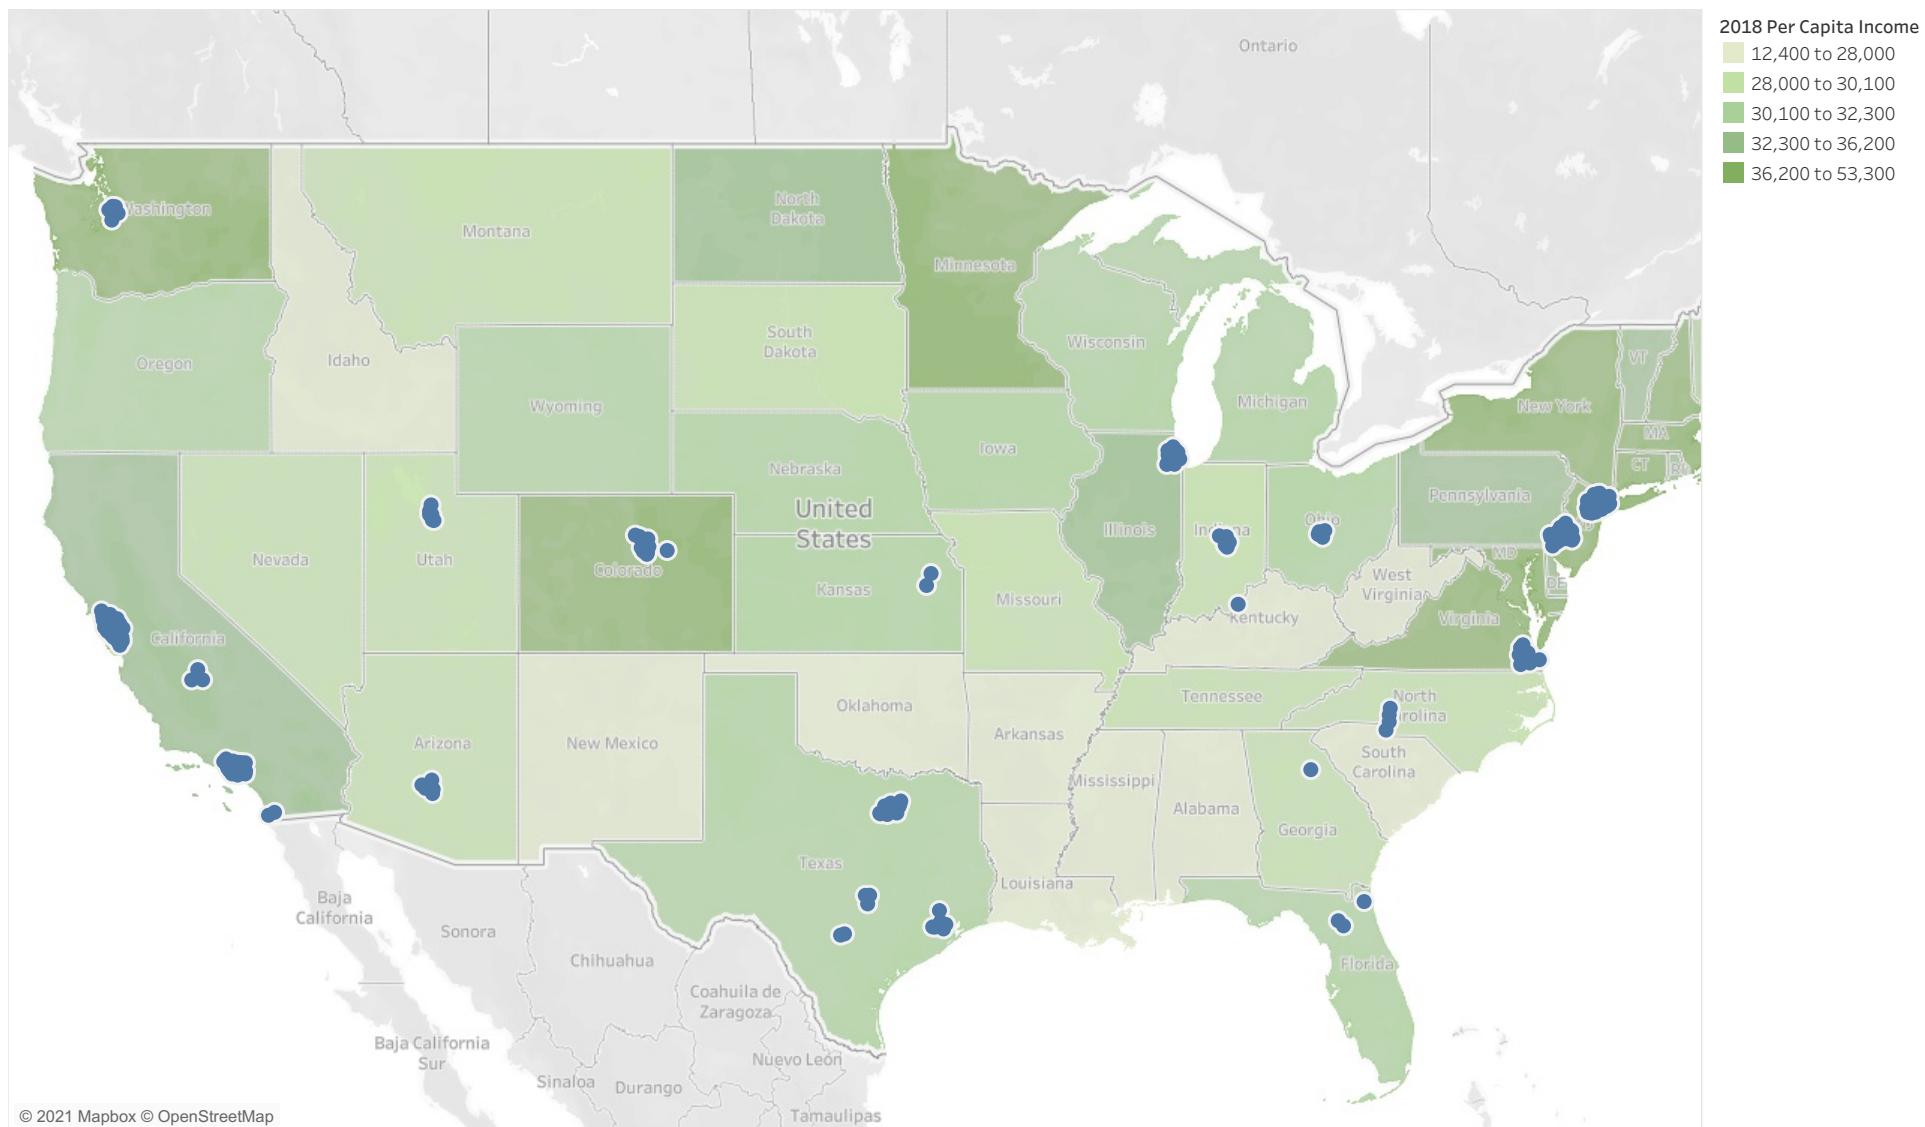 2018 Per Capita Income
12,400 to 28,000
28,000 to 30,100
30,100 to 32,300
32,300 to 36,200
36,200 to 53,300
Ontario
Washington
Montana
North
Dakota
Minnesota
Oregon
Idaho
South
Dakota
Wisconsin
VT
Wyoming
Michigan
New York
MA
Iowa
Nebraska
CT
RI
Pennsylvania
United
States
Illinois
Indiana
Ohio
Nevada
Utah
Colorado
Kansas
Missouri
MD
DE
West
Virginia
Virginia
Kentucky
California
Tennessee
North
Carolina
Oklahoma
Arkansas
Arizona
New Mexico
South
Carolina
Mississippi
Alabama
Georgia
Texas
Louisiana
Baja
California
Sonora
Chihuahua
Florida
Coahuila de
Zaragoza
Baja California
Sur
Nuevo León
Sinaloa
Durango
Tamaulipas
© 2021 Mapbox © OpenStreetMap